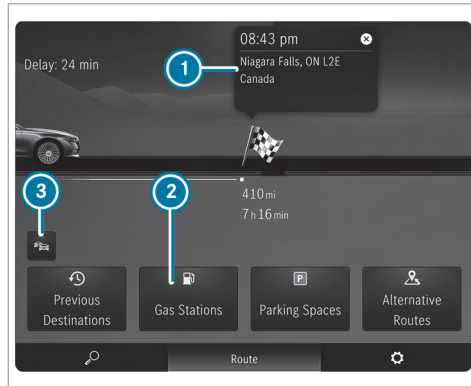 08:43 pm
Delay: 24 min
1
Niagara Falls, ON L2E
Canada
3
2
410 mi
7 h 16 min
P
Previous
Destinations
Gas Stations
Parking Spaces
Alternative
Routes
Route